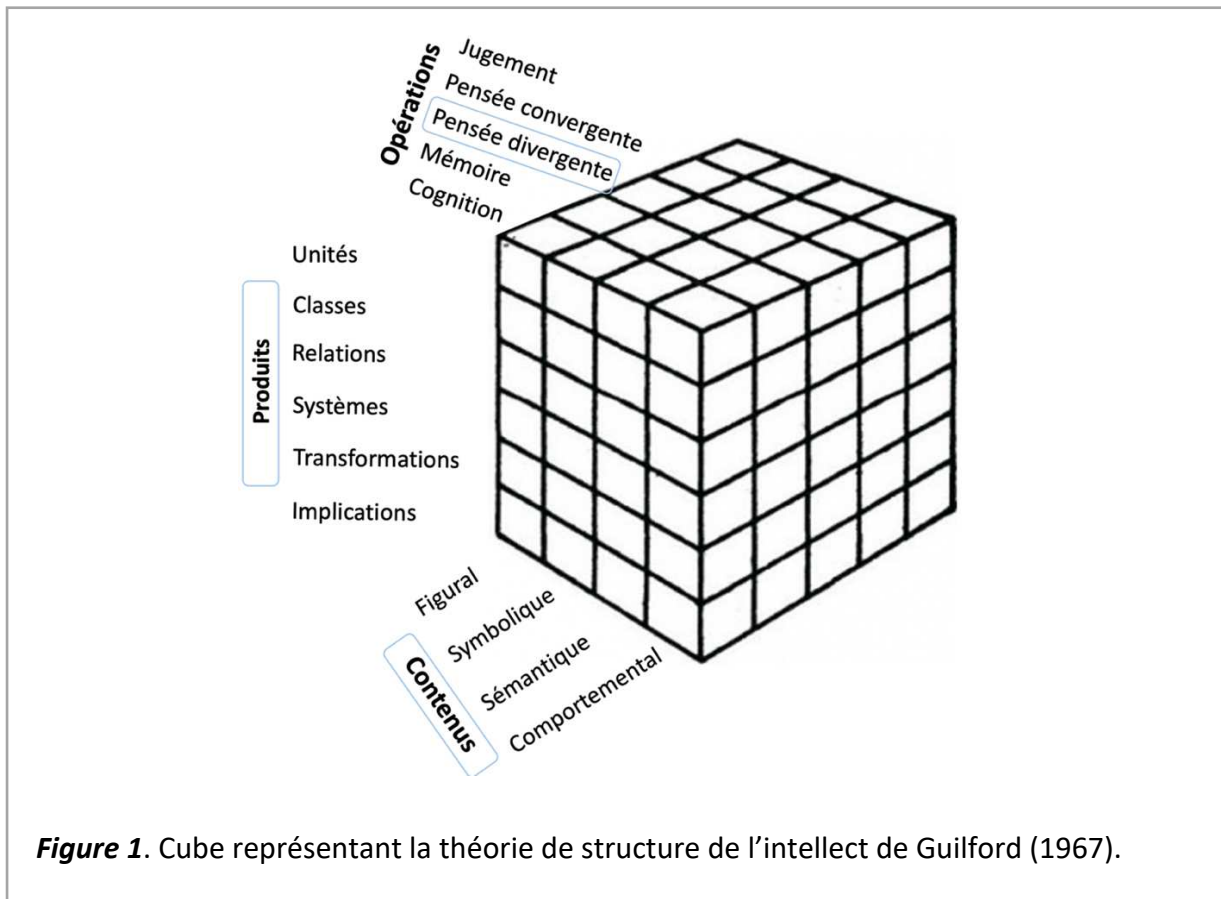 Opérations
Jugement
Pensée convergente
Pensée divergente
Mémoire
Cognition
Produits
Unités
Classes
Relations
Systèmes
Transformations
Implications
Contenus
Figural
Symbolique
Sémantique
Comportemental
Figure 1. Cube représentant la théorie de structure de l’intellect de Guilford (1967).